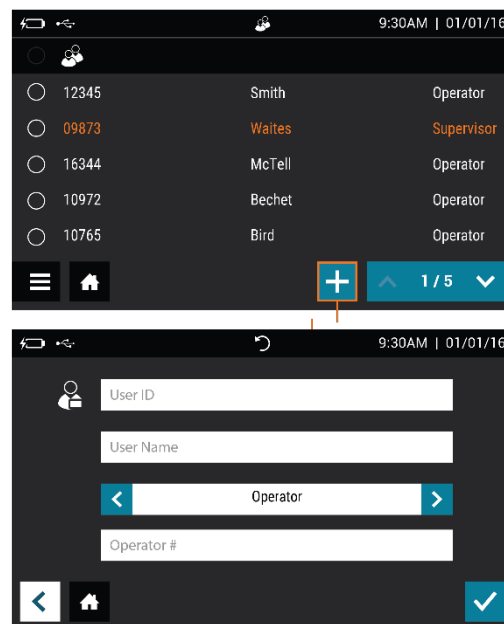 9:30AM | 01/01/16
12345 Smith Operator
09873 Waites Supervisor
16344 McTell Operator
10972 Bechet Operator
10765 Bird Operator
1 / 5
9:30AM | 01/01/16
User ID
User Name
Operator
Operator #